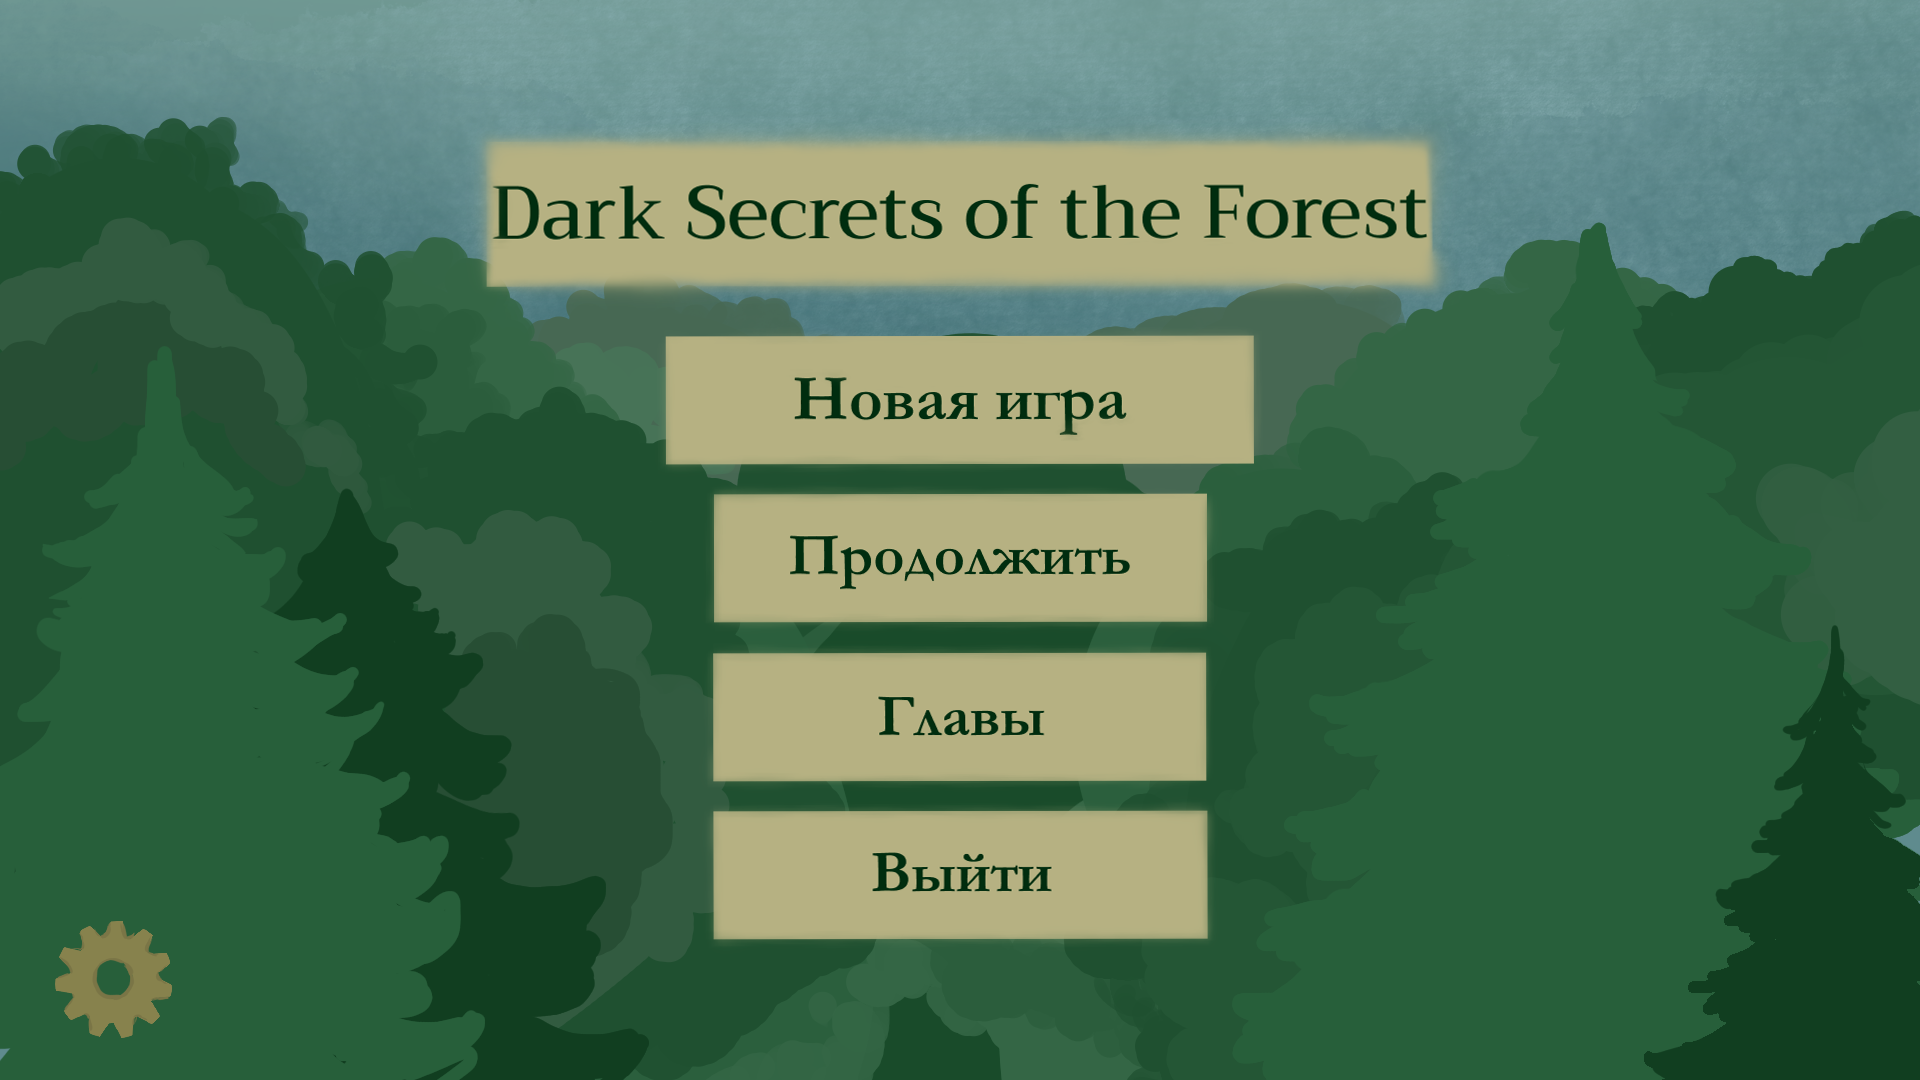 Dark Secrets of the Forest
Новая игра
Продолжить
Главы
Выйти